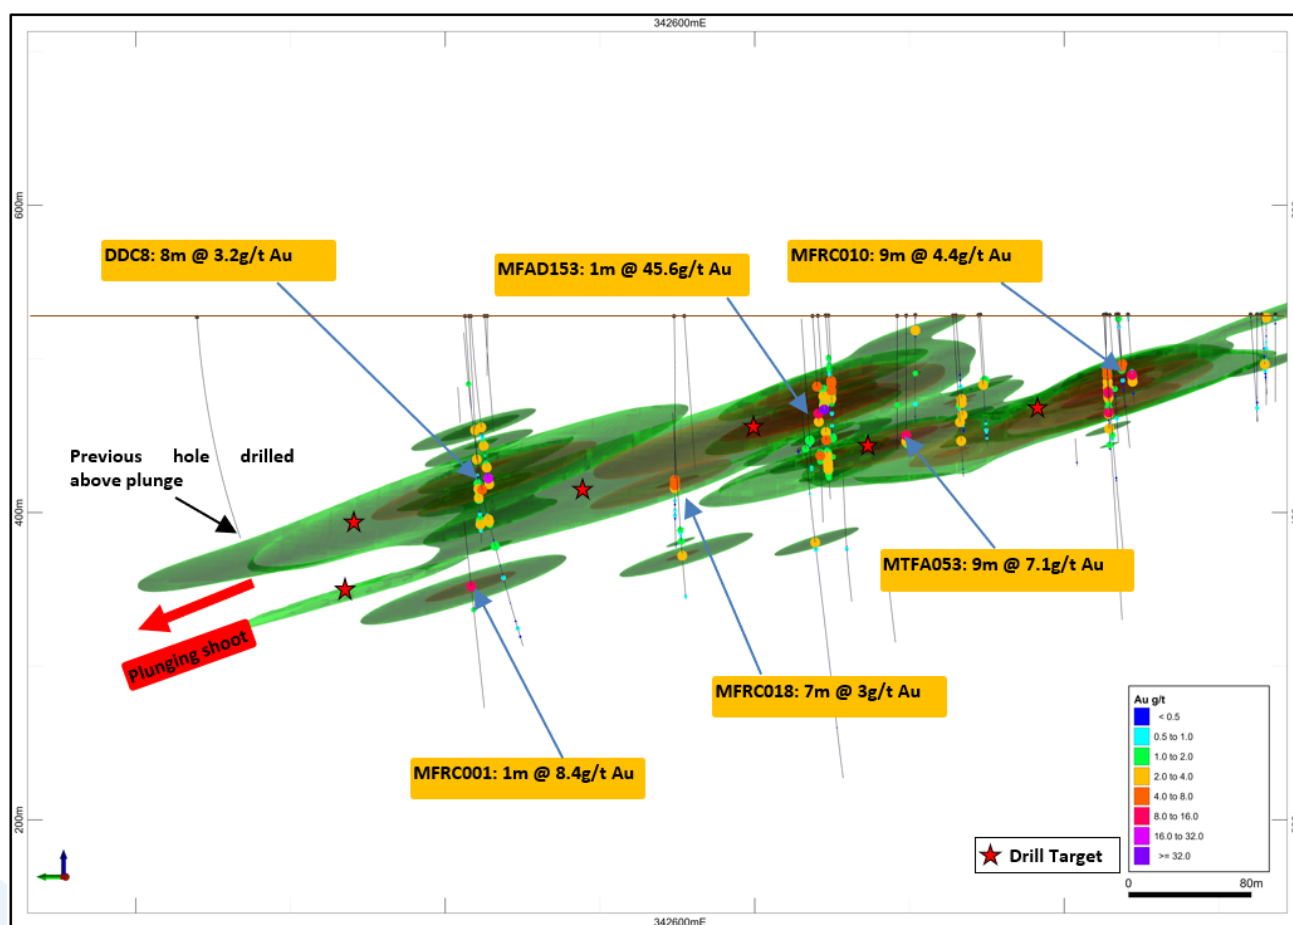 342600mE
600m
DDC8: 8m @ 3.2g/t Au
MFAD153: 1m @ 45.6g/t Au
MFRC010: 9m @ 4.4g/t Au
Previous hole drilled
above plunge
400m
MTFA053: 9m @ 7.1g/t Au
Plunging shoot
MFRC018: 7m @ 3g/t Au
MFRC001: 1m @ 8.4g/t Au
200m
Drill Target
Au g/t
< 0.5
0.5 to 1.0
1.0 to 2.0
2.0 to 4.0
4.0 to 8.0
8.0 to 16.0
16.0 to 32.0
>= 32.0
0 80m
342600mE